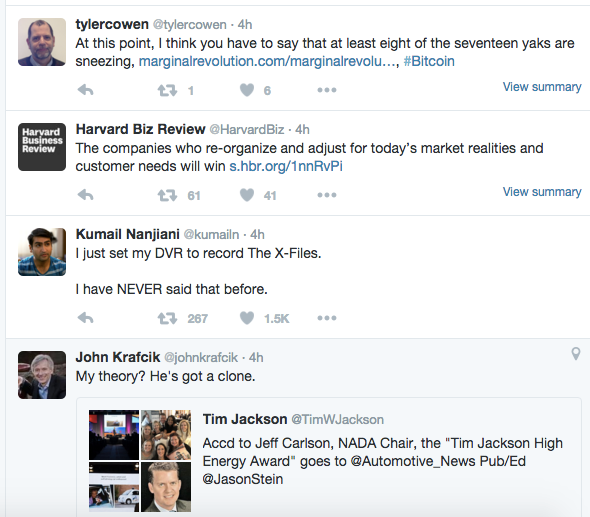 tylercowen @tylercowen · 4h
At this point, I think you have to say that at least eight of the seventeen yaks are
sneezing, marginalrevolution.com/marginalrevolu…, #Bitcoin
1 6 View summary
Harvard
Business
Review
Harvard Biz Review @HarvardBiz · 4h
The companies who re-organize and adjust for today's market realities and
customer needs will win s.hbr.org/1nnRvPi
61 41 View summary
Kumail Nanjiani @kumailn · 4h
I just set my DVR to record The X-Files.
I have NEVER said that before.
267 1.5K
John Krafcik @johnkrafcik · 4h
My theory? He's got a clone.
Tim Jackson @TimWJackson
Accd to Jeff Carlson, NADA Chair, the "Tim Jackson High
Energy Award" goes to @Automotive_News Pub/Ed
@JasonStein